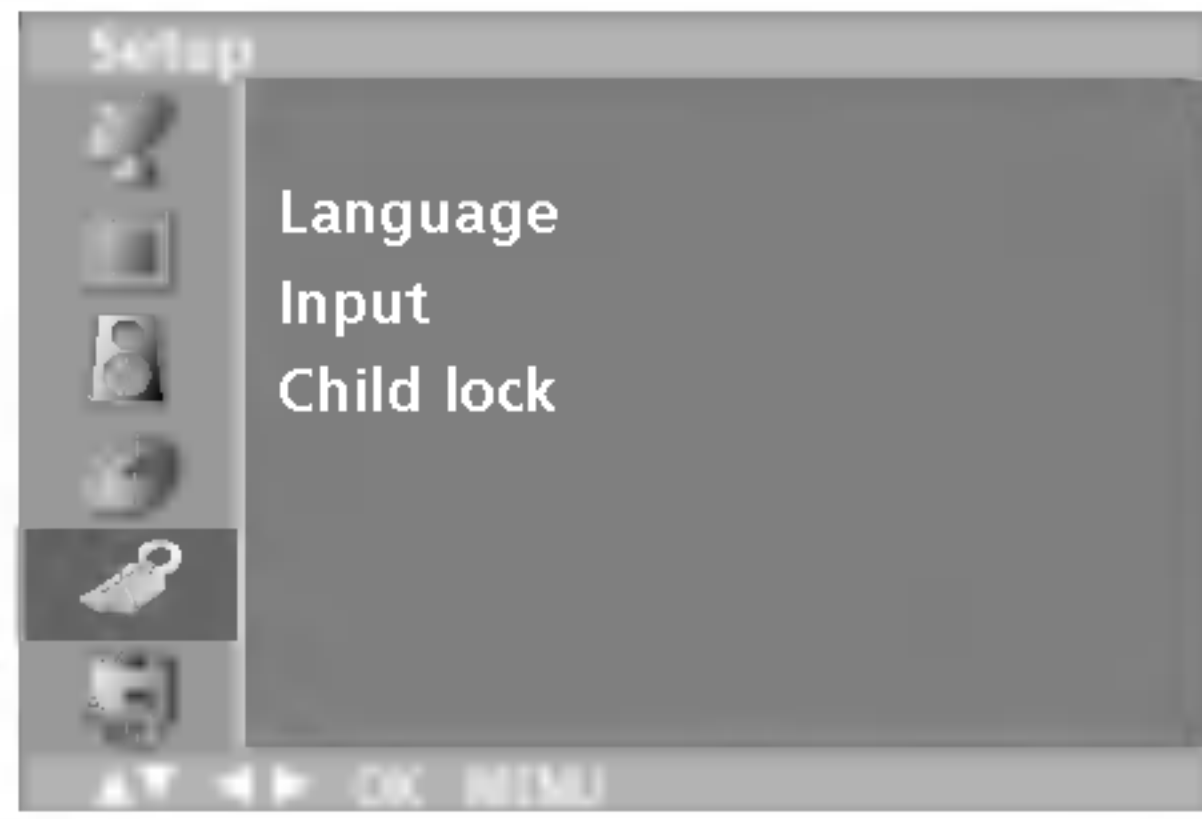 Setup
Language
Input
Child lock
▲▼ ◀ ▶ OK MENU